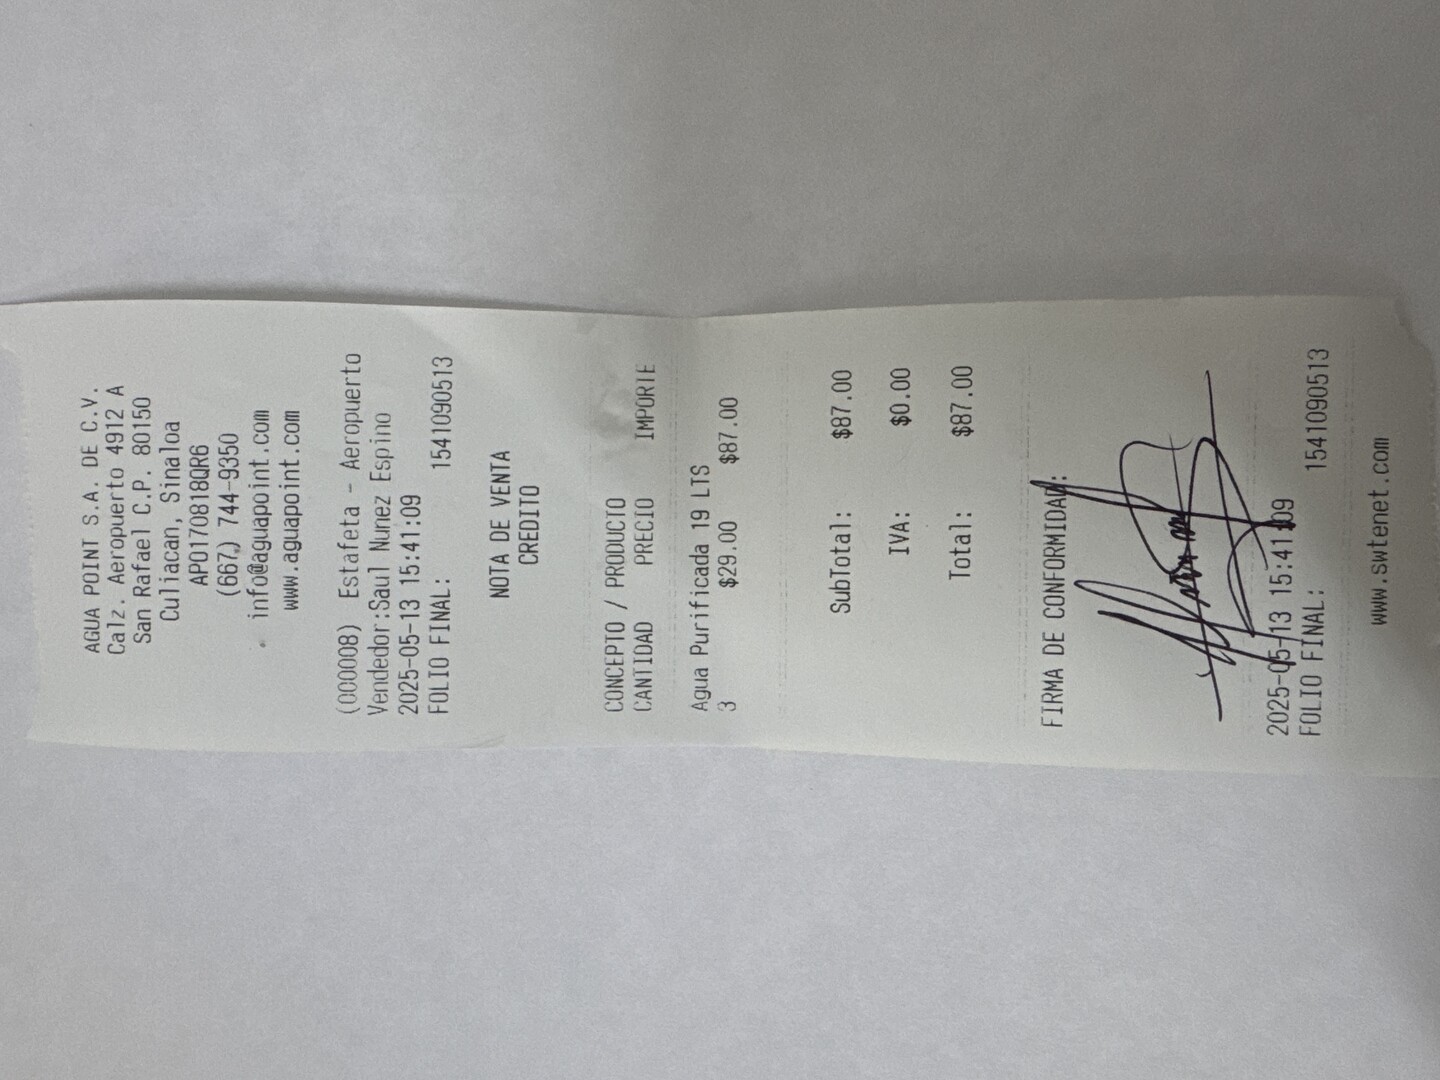 AGUA POINT S.A. DE C.V.
Calz. Aeropuerto 4912 A
San Rafael C.P. 80150
Culiacan, Sinaloa
APO170818QR6
(667) 744-9350
info@aguapoint.com
www.aguapoint.com
(000008) Estafeta - Aeropuerto
Vendedor:Saul Nunez Espino
2025-05-13 15:41:09
FOLIO FINAL: 1541090513
NOTA DE VENTA
CREDITO
CONCEPTO / PRODUCTO
CANTIDAD PRECIO IMPORTE
Agua Purificada 19 LTS
3 $29.00 $87.00
SubTotal: $87.00
IVA: $0.00
Total: $87.00
FIRMA DE CONFORMIDAD:
2025-05-13 15:41:09
FOLIO FINAL: 1541090513
www.swtenet.com